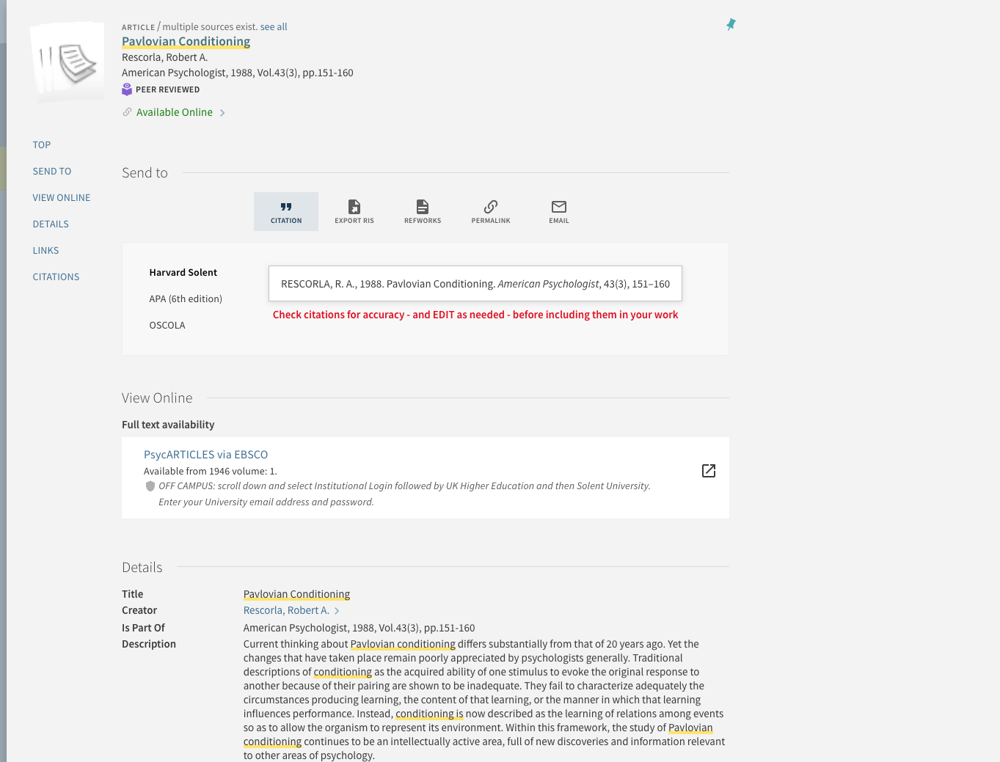 ARTICLE / multiple sources exist. see all
Pavlovian Conditioning
Rescorla, Robert A.
American Psychologist, 1988, Vol.43(3), pp.151-160
PEER REVIEWED
Available Online
TOP
SEND TO
VIEW ONLINE
DETAILS
LINKS
CITATIONS
Send to
CITATION
EXPORT RIS
REFWORKS
PERMALINK
EMAIL
Harvard Solent
APA (6th edition)
OSCOLA
RESCORLA, R. A., 1988. Pavlovian Conditioning. American Psychologist, 43(3), 151–160
Check citations for accuracy - and EDIT as needed - before including them in your work
View Online
Full text availability
PsycARTICLES via EBSCO
Available from 1946 volume: 1.
OFF CAMPUS: scroll down and select Institutional Login followed by UK Higher Education and then Solent University.
Enter your University email address and password.
Details
Title Pavlovian Conditioning
Creator Rescorla, Robert A.
Is Part Of American Psychologist, 1988, Vol.43(3), pp.151-160
Description Current thinking about Pavlovian conditioning differs substantially from that of 20 years ago. Yet the
changes that have taken place remain poorly appreciated by psychologists generally. Traditional
descriptions of conditioning as the acquired ability of one stimulus to evoke the original response to
another because of their pairing are shown to be inadequate. They fail to characterize adequately the
circumstances producing learning, the content of that learning, or the manner in which that learning
influences performance. Instead, conditioning is now described as the learning of relations among events
so as to allow the organism to represent its environment. Within this framework, the study of Pavlovian
conditioning continues to be an intellectually active area, full of new discoveries and information relevant
to other areas of psychology.